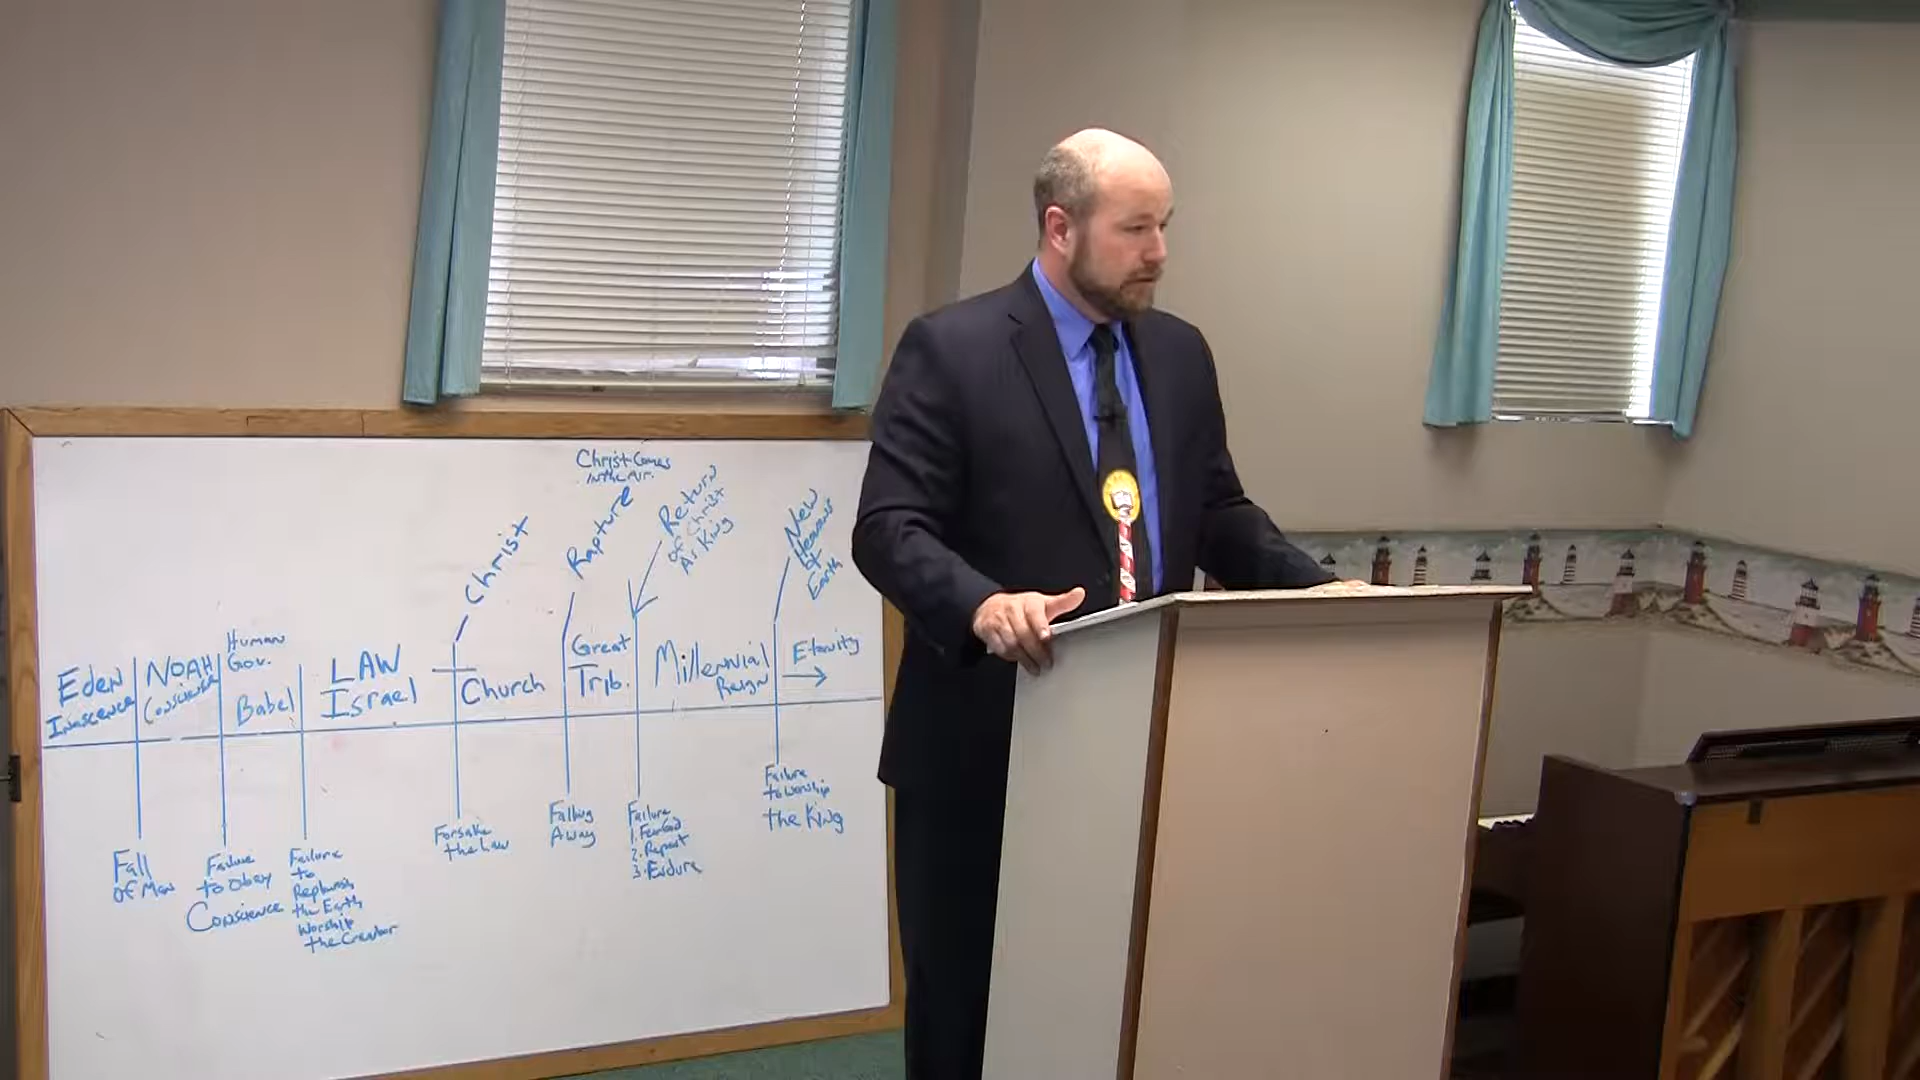 Christ Comes
in the Air.
Rapture
Return
of Christ
As King
New
Heavens
&
Earth
Christ
Eden
Inoscence
NOAH
Conscience
Human
Gov.
Babel
LAW
Israel
Church
Great
Trib.
Millennial
Reign
Eternity
Fall
of Man
Failure
to Obey
Conscience
Failure
to
Replenish
the Earth
Worship
the Creator
Forsake
the Law
Falling
Away
Failure
1. Fear God
2. Repent
3. Endure
Failure
to Worship
the King